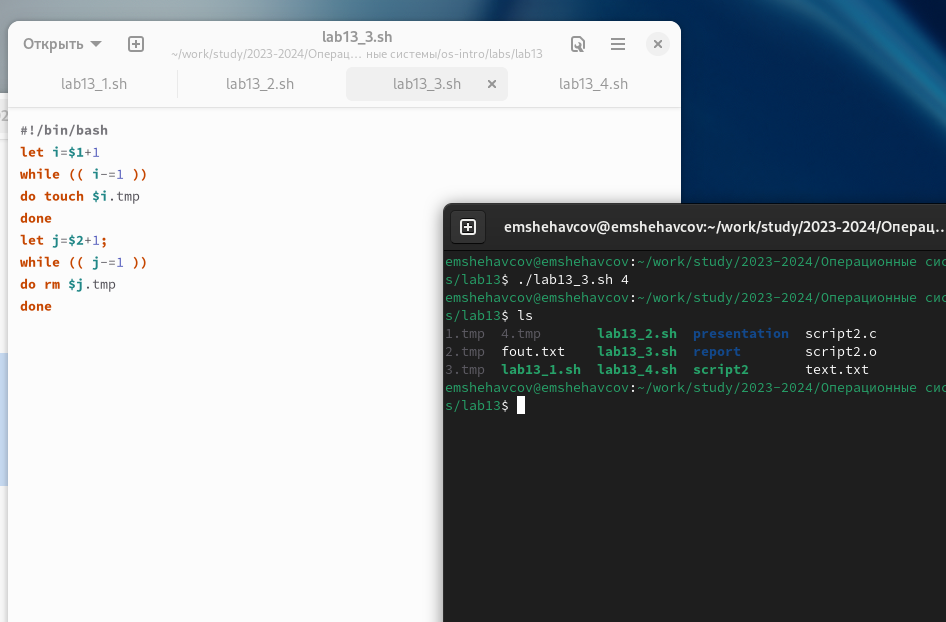 Открыть
lab13_3.sh
~/work/study/2023-2024/Операц… ные системы/os-intro/labs/lab13
lab13_1.sh
lab13_2.sh
lab13_3.sh
lab13_4.sh
#!/bin/bash
let i=$1+1
while (( i-=1 ))
do touch $i.tmp
done
let j=$2+1;
while (( j-=1 ))
do rm $j.tmp
done
emshehavcov@emshehavcov:~/work/study/2023-2024/Операц…
emshehavcov@emshehavcov:~/work/study/2023-2024/Операционные сис
s/lab13$ ./lab13_3.sh 4
emshehavcov@emshehavcov:~/work/study/2023-2024/Операционные сис
s/lab13$ ls
1.tmp 4.tmp lab13_2.sh presentation script2.c
2.tmp fout.txt lab13_3.sh report script2.o
3.tmp lab13_1.sh lab13_4.sh script2 text.txt
emshehavcov@emshehavcov:~/work/study/2023-2024/Операционные сис
s/lab13$